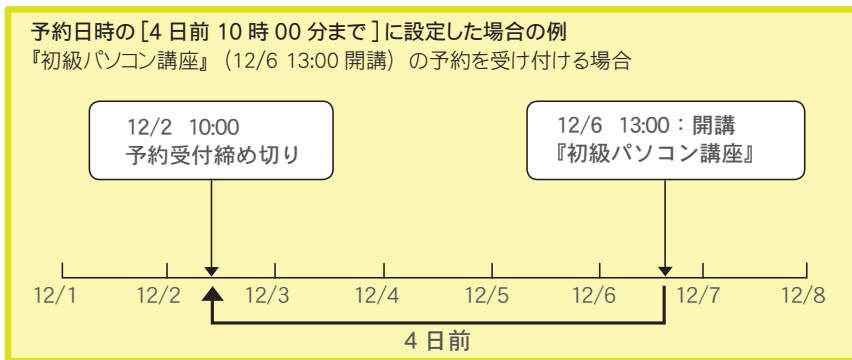 予約日時の [4 日前 10 時 00 分まで ] に設定した場合の例
『初級パソコン講座』 (12/6 13:00 開講) の予約を受け付ける場合
12/2 10:00
予約受付締め切り
12/6 13:00 : 開講
『初級パソコン講座』
12/1 12/2 12/3 12/4 12/5 12/6 12/7 12/8
4 日前